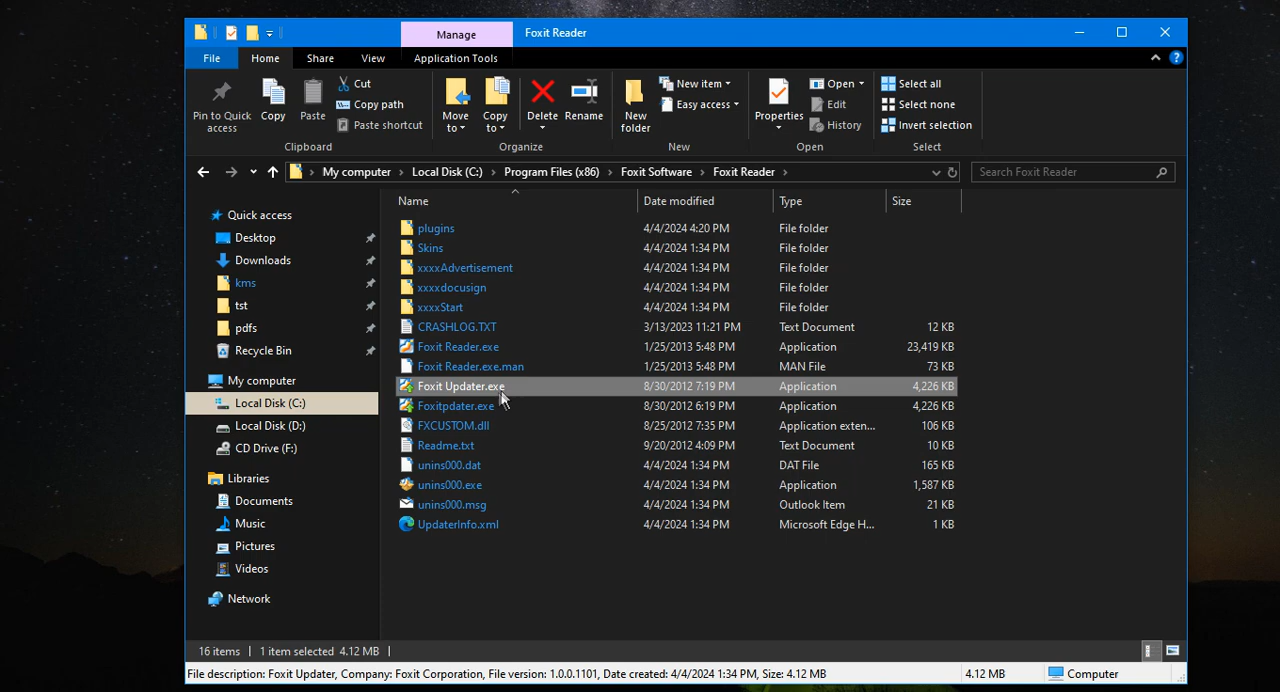 Manage
Foxit Reader
File
Home
Share
View
Application Tools
Pin to Quick access
Copy
Paste
Cut
Copy path
Paste shortcut
Clipboard
Move to
Copy to
Delete
Rename
Organize
New folder
New item
Easy access
New
Properties
Open
Edit
History
Open
Select all
Select none
Invert selection
Select
My computer > Local Disk (C:) > Program Files (x86) > Foxit Software > Foxit Reader >
Search Foxit Reader
Quick access
Desktop
Downloads
kms
tst
pdfs
Recycle Bin
My computer
Local Disk (C:)
Local Disk (D:)
CD Drive (F:)
Libraries
Documents
Music
Pictures
Videos
Network
Name Date modified Type Size
plugins 4/4/2024 4:20 PM File folder
Skins 4/4/2024 1:34 PM File folder
xxxxAdvertisement 4/4/2024 1:34 PM File folder
xxxxdocusign 4/4/2024 1:34 PM File folder
xxxxStart 4/4/2024 1:34 PM File folder
CRASHLOG.TXT 3/13/2023 11:21 PM Text Document 12 KB
Foxit Reader.exe 1/25/2013 5:48 PM Application 23,419 KB
Foxit Reader.exe.man 1/25/2013 5:48 PM MAN File 73 KB
Foxit Updater.exe 8/30/2012 7:19 PM Application 4,226 KB
Foxitpdater.exe 8/30/2012 6:19 PM Application 4,226 KB
FXCUSTOM.dll 8/25/2012 7:35 PM Application exten... 106 KB
Readme.txt 9/20/2012 4:09 PM Text Document 10 KB
unins000.dat 4/4/2024 1:34 PM DAT File 165 KB
unins000.exe 4/4/2024 1:34 PM Application 1,587 KB
unins000.msg 4/4/2024 1:34 PM Outlook Item 21 KB
UpdaterInfo.xml 4/4/2024 1:34 PM Microsoft Edge H... 1 KB
16 items 1 item selected 4.12 MB
File description: Foxit Updater, Company: Foxit Corporation, File version: 1.0.0.1101, Date created: 4/4/2024 1:34 PM, Size: 4.12 MB 4.12 MB Computer